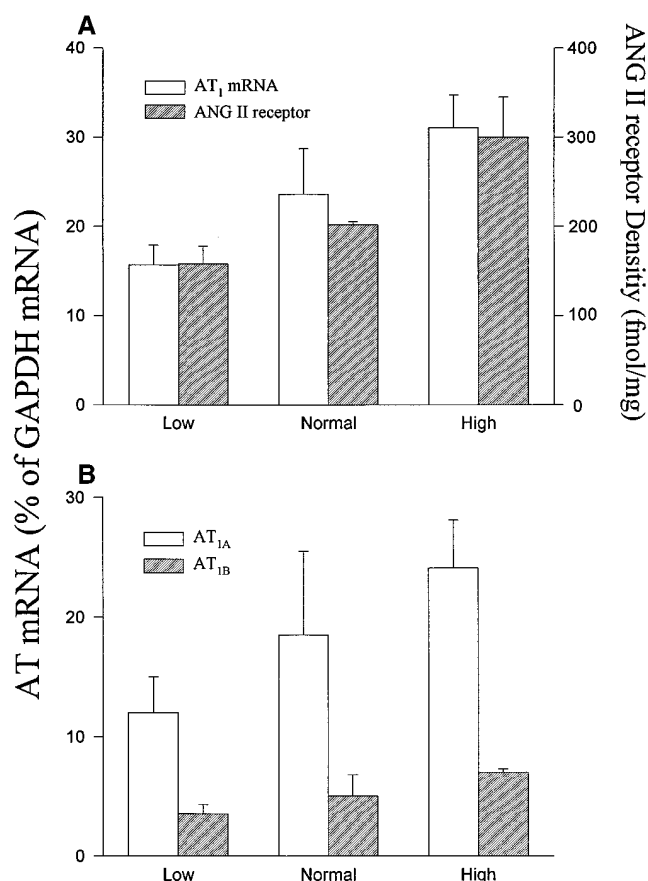 A
40
30
20
10
0
AT1 mRNA
ANG II receptor
400
300
200
100
0
Low Normal High
ANG II receptor Densitiy (fmol/mg)
AT mRNA (% of GAPDH mRNA)
B
30
20
10
0
AT1A
AT1B
Low Normal High